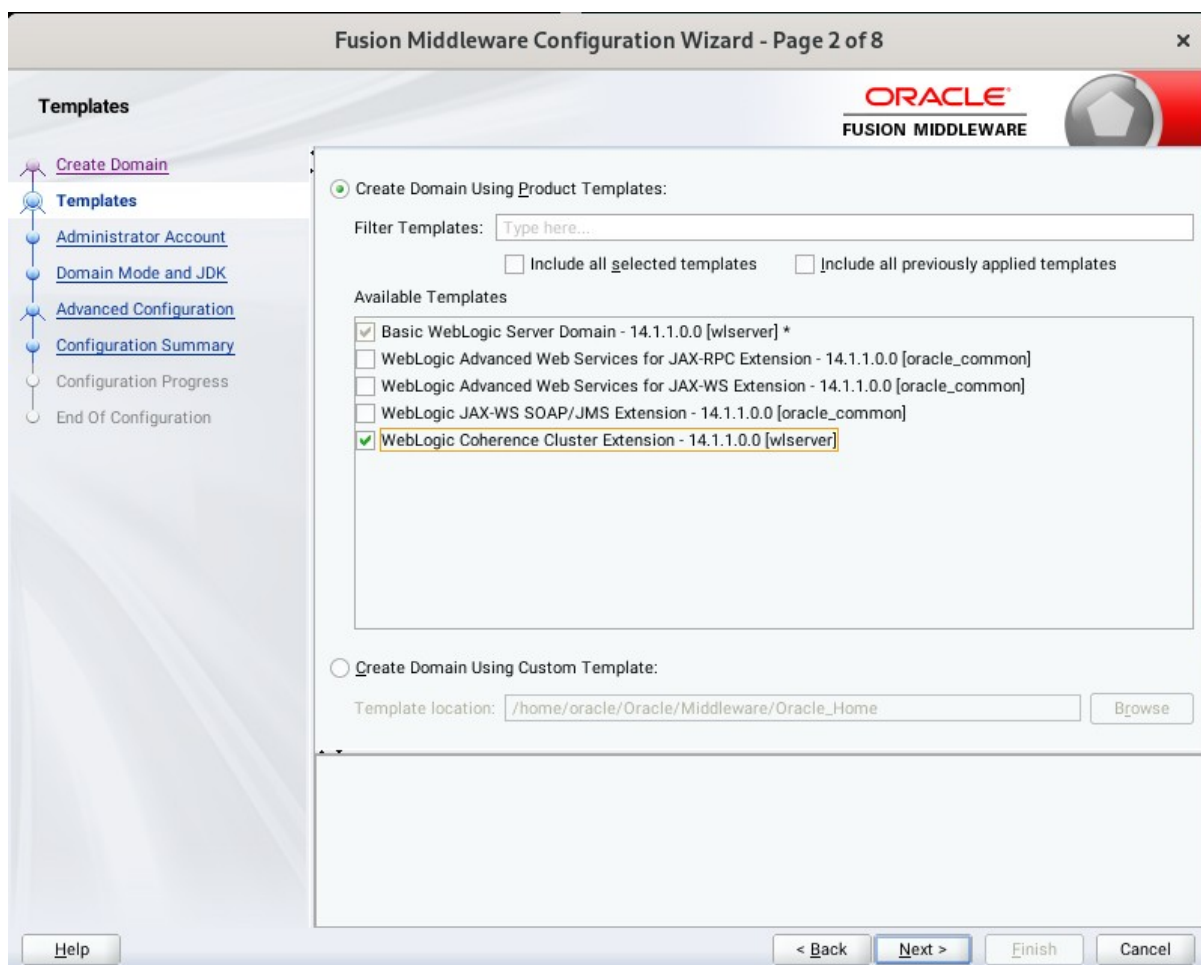 Fusion Middleware Configuration Wizard - Page 2 of 8
Templates
ORACLE
FUSION MIDDLEWARE
Create Domain
Templates
Administrator Account
Domain Mode and JDK
Advanced Configuration
Configuration Summary
Configuration Progress
End Of Configuration
Create Domain Using Product Templates:
Filter Templates: Type here...
Include all selected templates Include all previously applied templates
Available Templates
Basic WebLogic Server Domain - 14.1.1.0.0 [wlserver] *
WebLogic Advanced Web Services for JAX-RPC Extension - 14.1.1.0.0 [oracle_common]
WebLogic Advanced Web Services for JAX-WS Extension - 14.1.1.0.0 [oracle_common]
WebLogic JAX-WS SOAP/JMS Extension - 14.1.1.0.0 [oracle_common]
WebLogic Coherence Cluster Extension - 14.1.1.0.0 [wlserver]
Create Domain Using Custom Template:
Template location: /home/oracle/Oracle/Middleware/Oracle_Home Browse
Help < Back Next > Finish Cancel